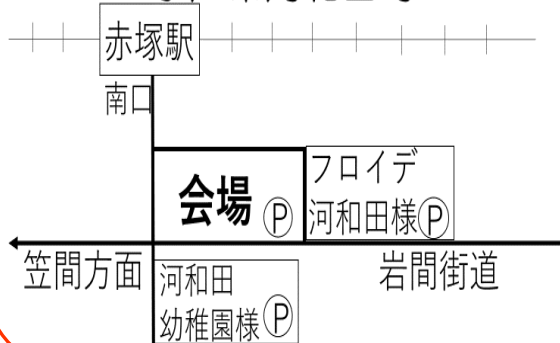 赤塚駅
南口
会場 Ⓟ
フロイデ
河和田様Ⓟ
笠間方面
岩間街道
河和田
幼稚園様Ⓟ